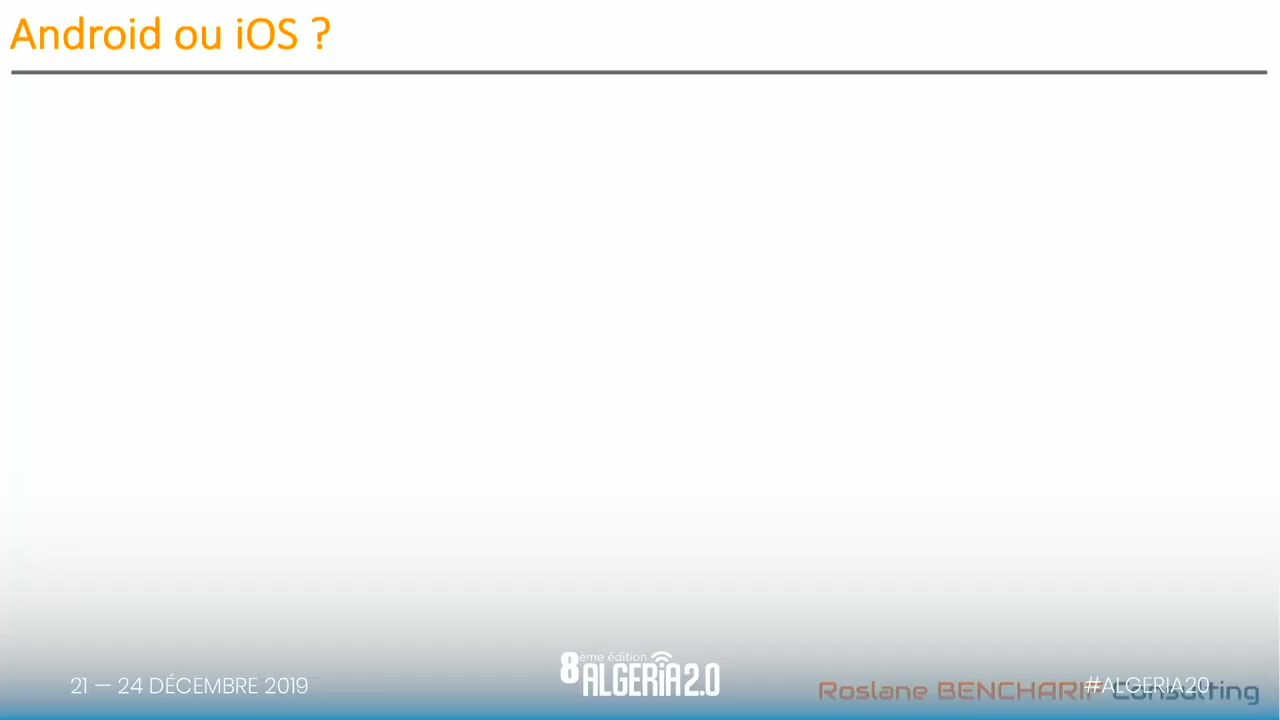 Android ou iOS ?
8ème édition
ALGERIA 2.0
21 — 24 DÉCEMBRE 2019
#ALGERIA20
Roslane BENCHARIF Consulting